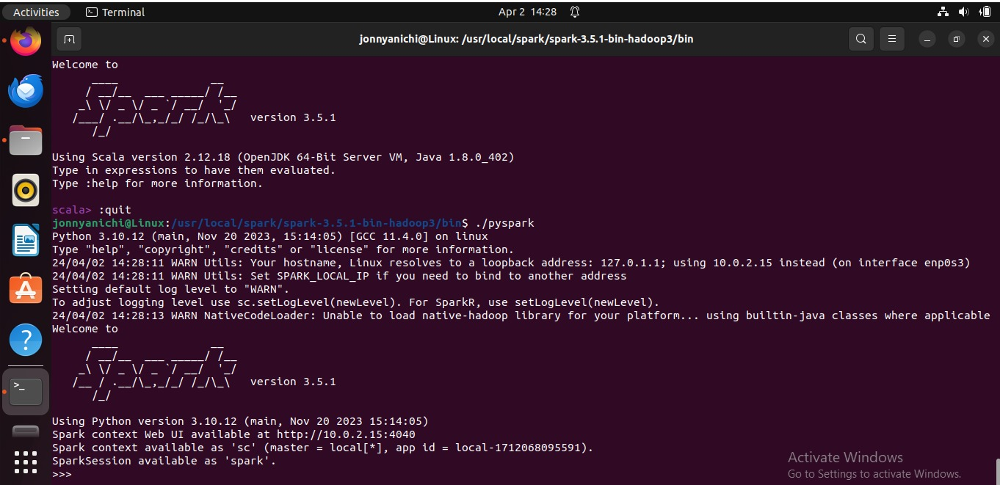 Activities Terminal Apr 2 14:28
jonnyanichi@Linux: /usr/local/spark/spark-3.5.1-bin-hadoop3/bin
Welcome to
      ____              __
     / __/__  ___ _____/ /__
    _\ \/ _ \/ _ `/ __/  '_/
   /___/ .__/\_,_/_/ /_/\_\   version 3.5.1
      /_/
Using Scala version 2.12.18 (OpenJDK 64-Bit Server VM, Java 1.8.0_402)
Type in expressions to have them evaluated.
Type :help for more information.
scala> :quit
jonnyanichi@Linux:/usr/local/spark/spark-3.5.1-bin-hadoop3/bin$ ./pyspark
Python 3.10.12 (main, Nov 20 2023, 15:14:05) [GCC 11.4.0] on linux
Type "help", "copyright", "credits" or "license" for more information.
24/04/02 14:28:11 WARN Utils: Your hostname, Linux resolves to a loopback address: 127.0.1.1; using 10.0.2.15 instead (on interface enp0s3)
24/04/02 14:28:11 WARN Utils: Set SPARK_LOCAL_IP if you need to bind to another address
Setting default log level to "WARN".
To adjust logging level use sc.setLogLevel(newLevel). For SparkR, use setLogLevel(newLevel).
24/04/02 14:28:13 WARN NativeCodeLoader: Unable to load native-hadoop library for your platform... using builtin-java classes where applicable
Welcome to
      ____              __
     / __/__  ___ _____/ /__
    _\ \/ _ \/ _ `/ __/  '_/
   /__ / .__/\_,_/_/ /_/\_\   version 3.5.1
      /_/
Using Python version 3.10.12 (main, Nov 20 2023 15:14:05)
Spark context Web UI available at http://10.0.2.15:4040
Spark context available as 'sc' (master = local[*], app id = local-1712068095591).
SparkSession available as 'spark'.
>>>
Activate Windows
Go to Settings to activate Windows.